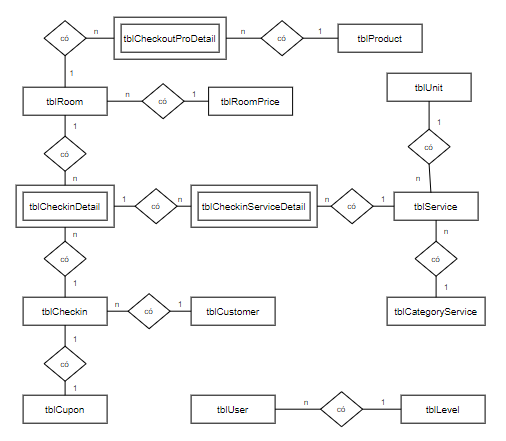 có n tblCheckoutProDetail n có 1 tblProduct
1
tblRoom n có 1 tblRoomPrice tblUnit
1 1
có có
n n
tblCheckinDetail 1 có n tblCheckinServiceDetail n có 1 tblService
n n
có có
1 1
tblCheckin n có 1 tblCustomer tblCategoryService
1
có
1
tblCupon tblUser n có 1 tblLevel